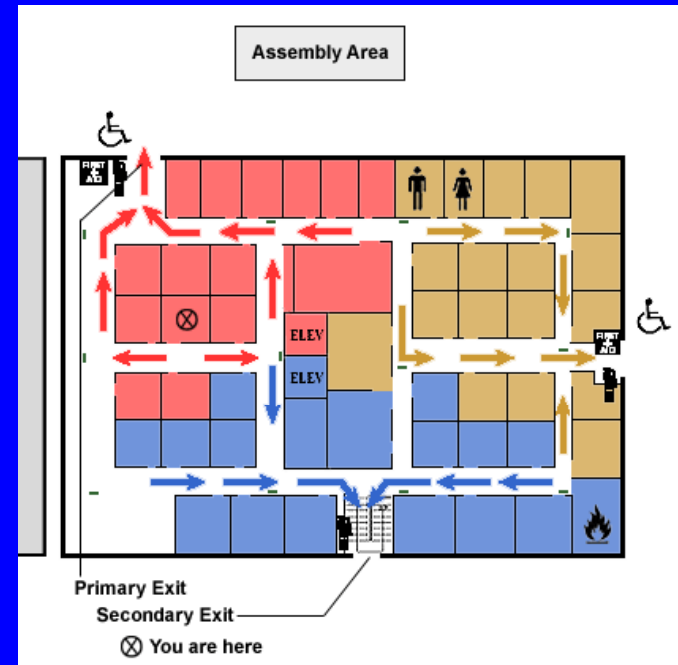 Assembly Area
FIRST
AID
ELEV
FIRST
AID
ELEV
Primary Exit
Secondary Exit
You are here